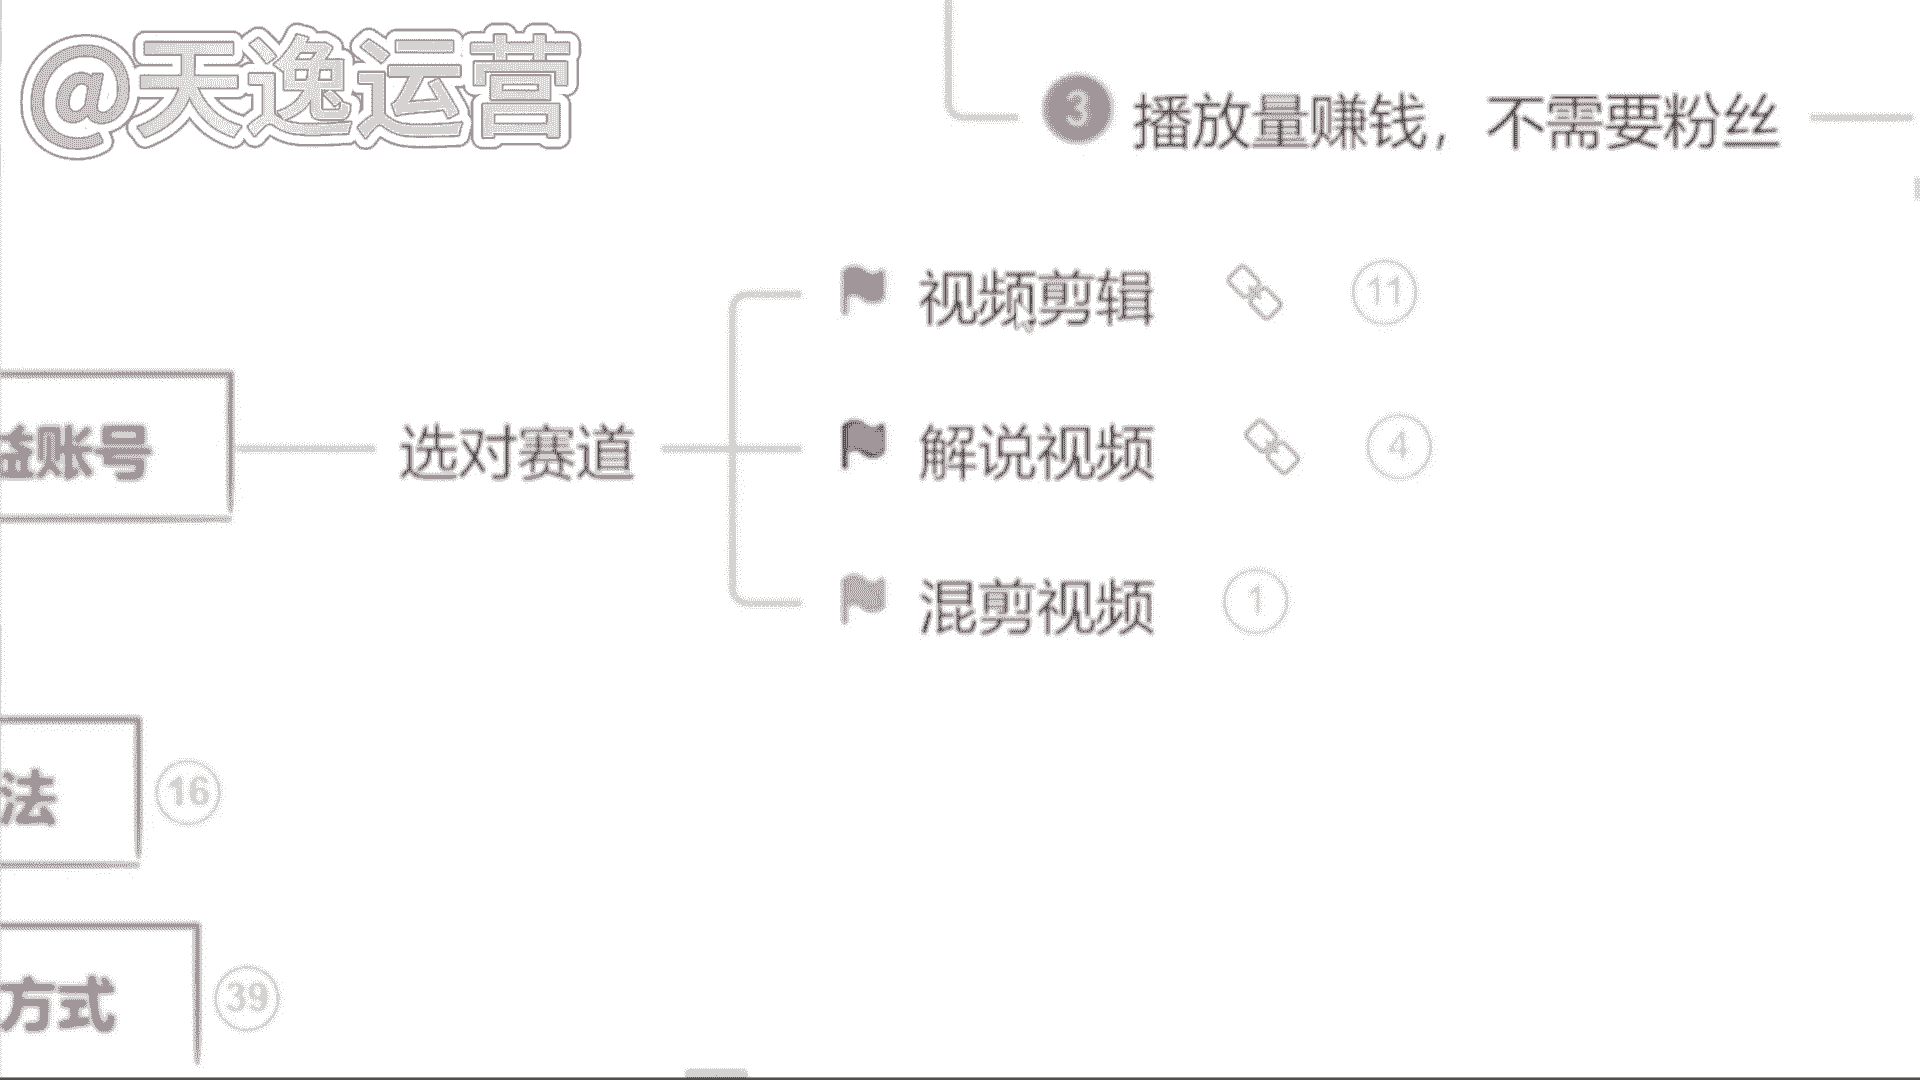 @天逸运营
3 播放量赚钱，不需要粉丝
视频剪辑 11
益账号
选对赛道
解说视频 4
混剪视频 1
法 16
方式 39